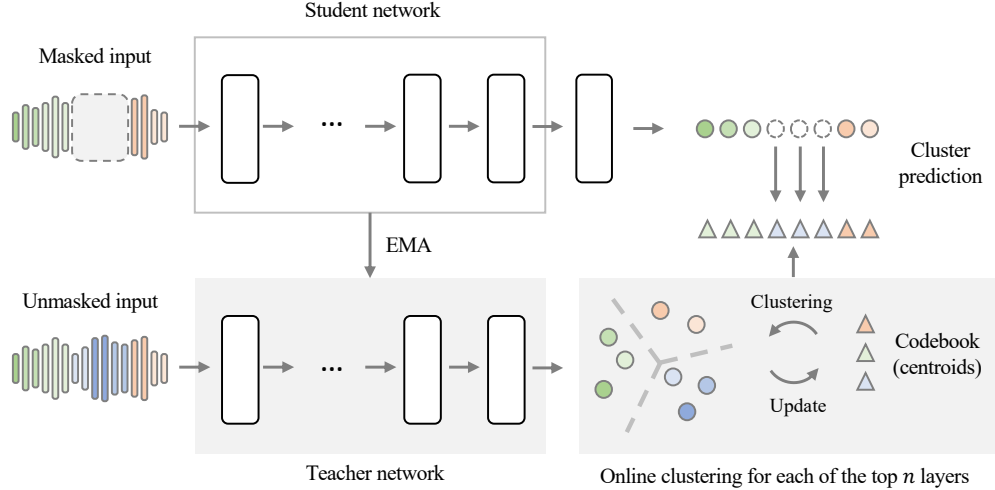 Student network
Masked input
...
Cluster
prediction
EMA
Unmasked input
...
Clustering
Codebook
(centroids)
Update
Teacher network
Online clustering for each of the top n layers